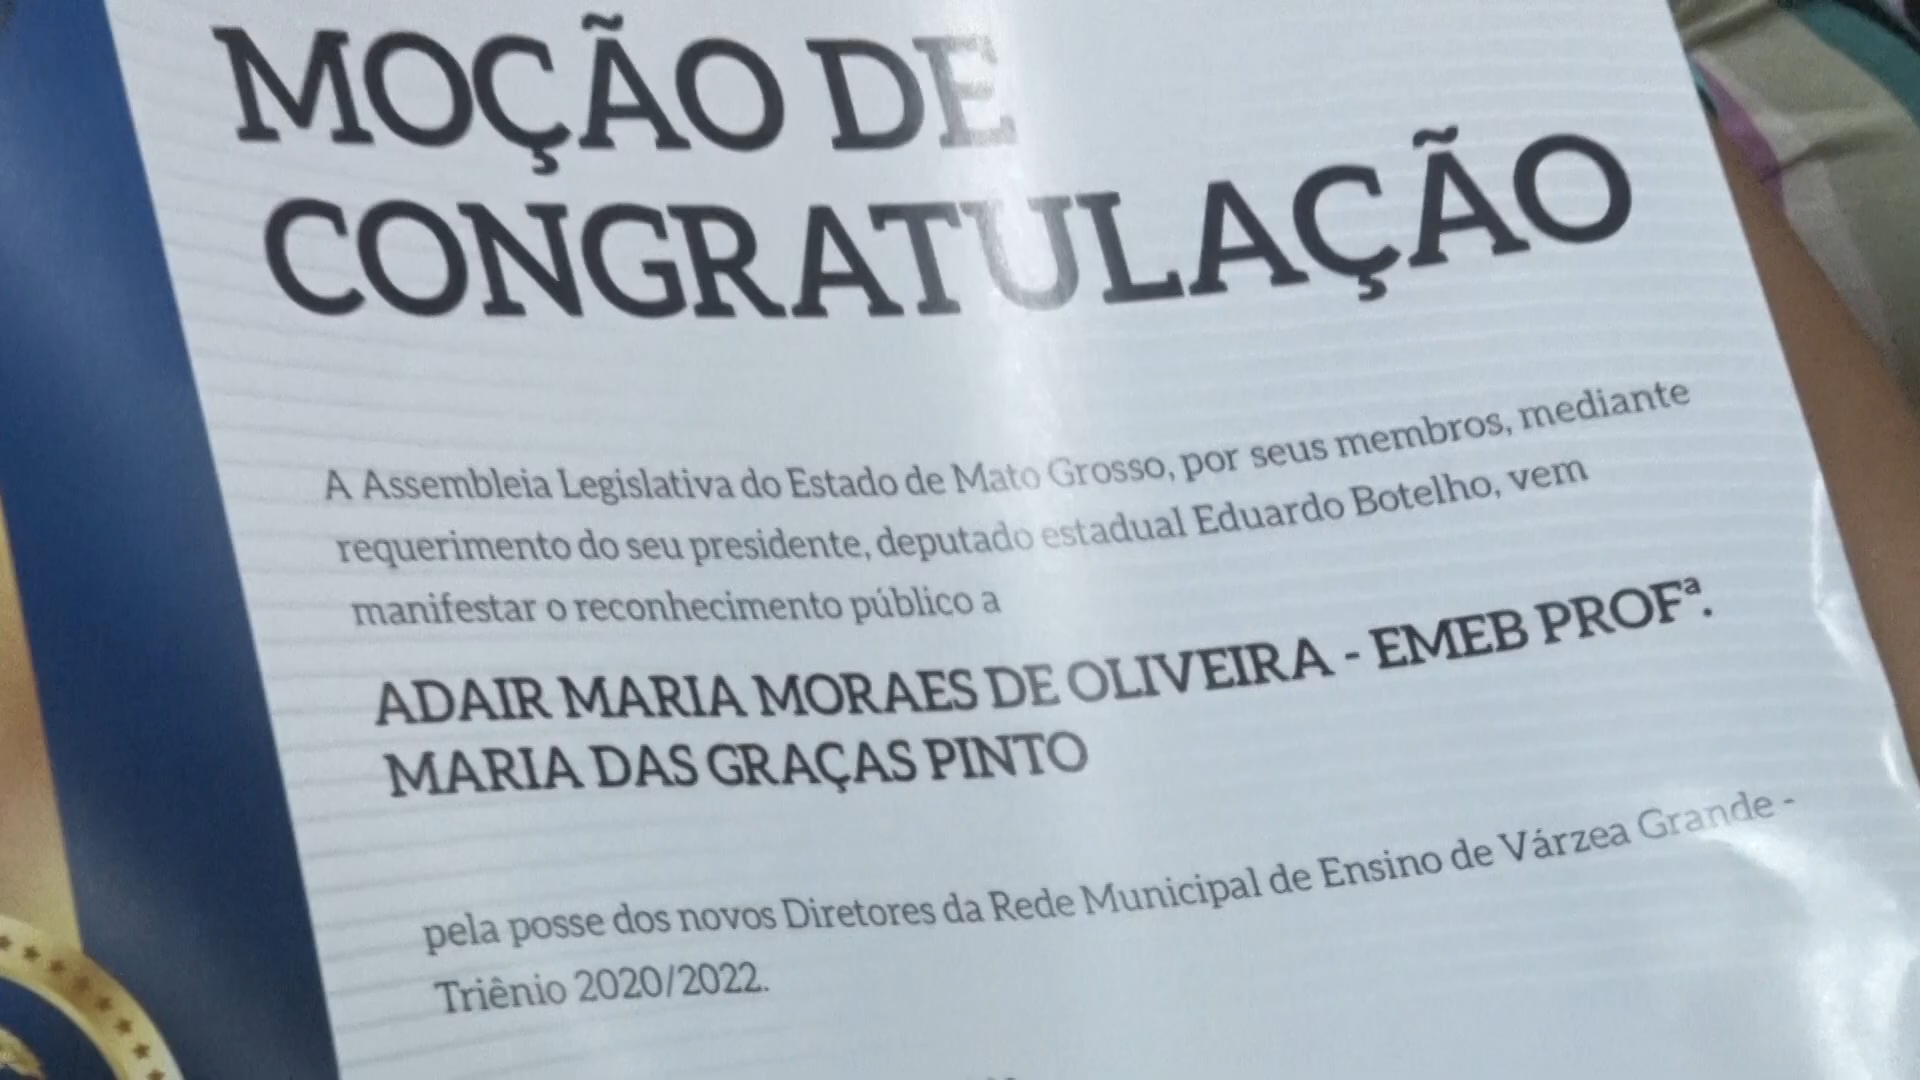 MOÇÃO DE
CONGRATULAÇÃO
A Assembleia Legislativa do Estado de Mato Grosso, por seus membros, mediante
requerimento do seu presidente, deputado estadual Eduardo Botelho, vem
manifestar o reconhecimento público a
ADAIR MARIA MORAES DE OLIVEIRA - EMEB PROFª.
MARIA DAS GRAÇAS PINTO
pela posse dos novos Diretores da Rede Municipal de Ensino de Várzea Grande -
Triênio 2020/2022.